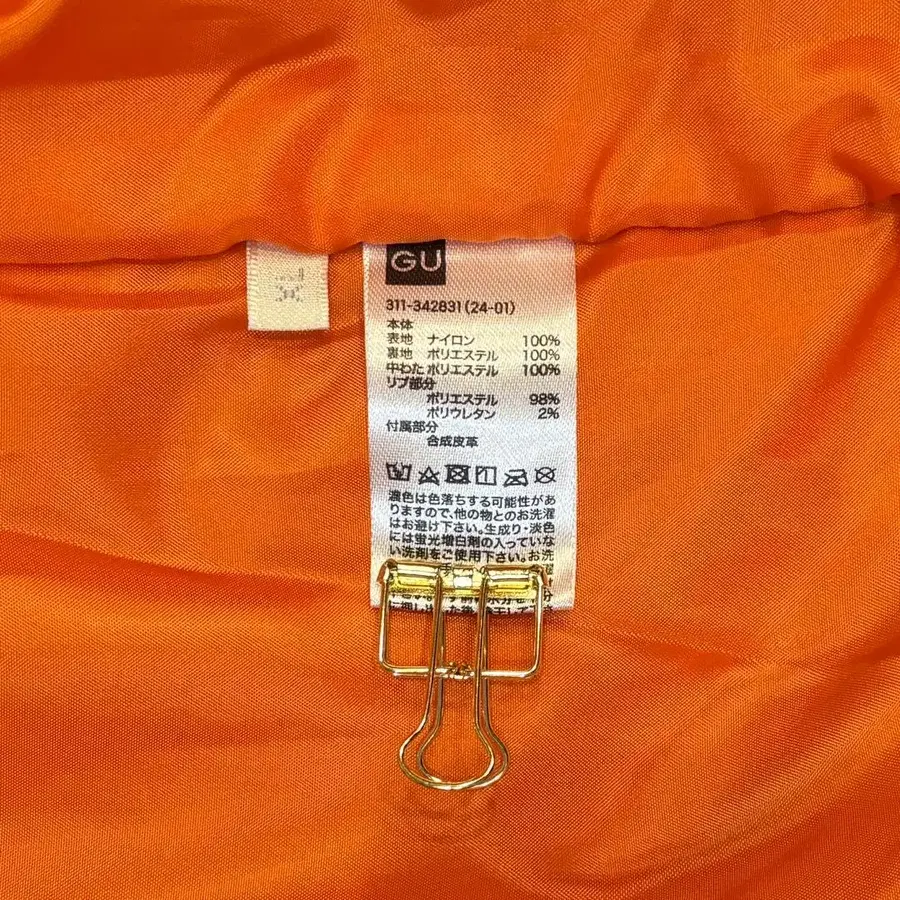 GU
311-342831(24-01)
本体
表地 ナイロン 100%
裏地 ポリエステル 100%
中わた ポリエステル 100%
リブ部分
ポリエステル 98%
ポリウレタン 2%
付属部分
合成皮革
濃色は色落ちする可能性があ
りますので、他の物とのお洗濯
はお避け下さい。生成り・淡色
には蛍光増白剤の入っていな
い洗剤をご使用下さい。お洗